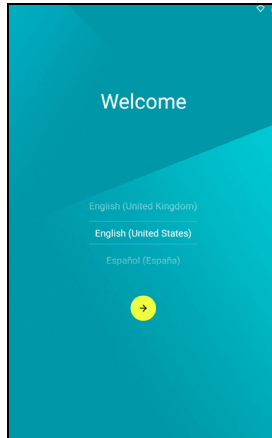 Welcome
English (United Kingdom)
English (United States)
Español (España)